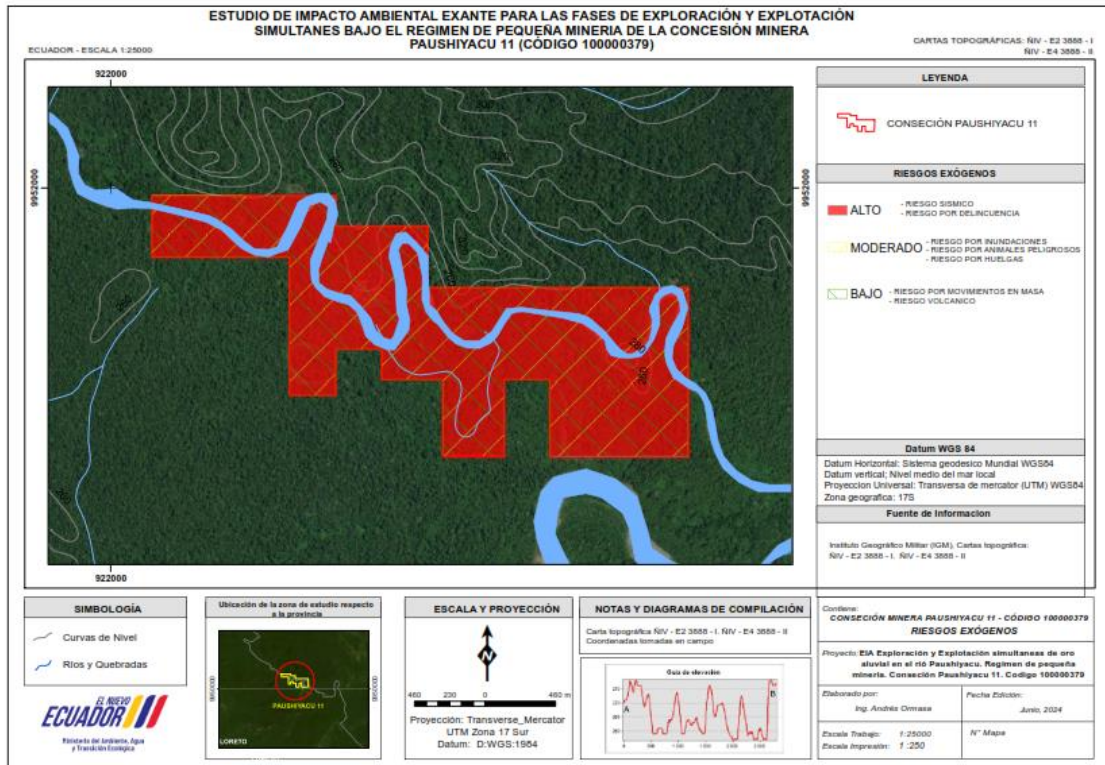 ESTUDIO DE IMPACTO AMBIENTAL EXANTE PARA LAS FASES DE EXPLORACIÓN Y EXPLOTACIÓN
SIMULTANES BAJO EL REGIMEN DE PEQUEÑA MINERIA DE LA CONCESIÓN MINERA
PAUSHIYACU 11 (CÓDIGO 100000379)
ECUADOR - ESCALA 1:25000
CARTAS TOPOGRÁFICAS: ÑIV - E2 3888 - I
ÑIV - E4 3888 - II
922000
9952000
9952000
922000
260
260
260
LEYENDA
CONSECIÓN PAUSHIYACU 11
RIESGOS EXÓGENOS
ALTO
- RIESGO SISMICO
- RIESGO POR DELINCUENCIA
MODERADO
- RIESGO POR INUNDACIONES
- RIESGO POR ANIMALES PELIGROSOS
- RIESGO POR HUELGAS
BAJO
- RIESGO POR MOVIMIENTOS EN MASA
- RIESGO VOLCANICO
Datum WGS 84
Datum Horizontal: Sistema geodesico Mundial WGS84
Datum vertical; Nivel medio del mar local
Proyeccion Universal: Transversa de mercator (UTM) WGS84
Zona geografica: 17S
Fuente de Informacion
Instituto Geográfico Militar (IGM), Cartas topográfica:
ÑIV - E2 3888 - I. ÑIV - E4 3888 - II
SIMBOLOGÍA
Curvas de Nivel
Ríos y Quebradas
EL NUEVO
ECUADOR
Ministerio del Ambiente, Agua
y Transición Ecológica
Ubicación de la zona de estudio respecto
a la provincia
PAUSHIYACU 11
LORETO
ESCALA Y PROYECCIÓN
N
460 230 0 460 m
Proyección: Transverse_Mercator
UTM Zona 17 Sur
Datum: D:WGS:1984
NOTAS Y DIAGRAMAS DE COMPILACIÓN
Carta topográfica ÑIV - E2 3888 - I. ÑIV - E4 3888 - II
Coordenadas tomadas en campo
Guía de elevación
A
B
Contiene:
CONSECIÓN MINERA PAUSHIYACU 11 - CÓDIGO 100000379
RIESGOS EXÓGENOS
Proyecto: EIA Exploración y Explotación simultaneas de oro
aluvial en el rió Paushiyacu. Regimen de pequeña
minería. Conseción Paushiyacu 11. Codigo 100000379
Elaborado por:
Ing. Andrés Ormasa
Fecha Edición:
Junio, 2024
Escala Trabajo: 1:25000
Escala Impresión: 1 :250
N° Mapa